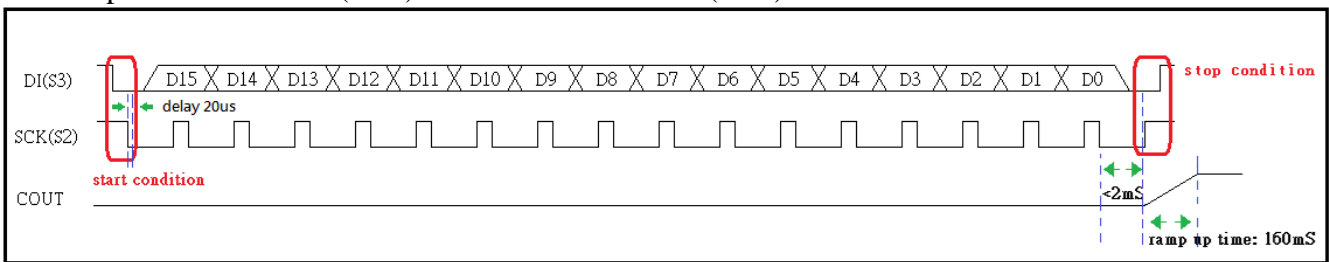 DI(S3) D15 D14 D13 D12 D11 D10 D9 D8 D7 D6 D5 D4 D3 D2 D1 D0 stop condition
delay 20us
SCK(S2)
start condition
COUT
<2mS
ramp up time: 160mS